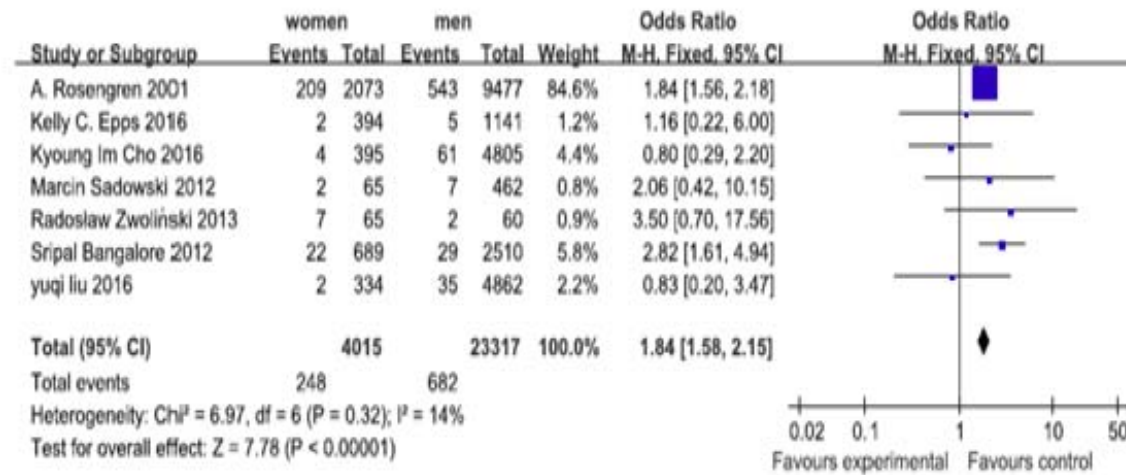 women men Odds Ratio Odds Ratio
Study or Subgroup Events Total Events Total Weight M-H, Fixed, 95% CI M-H, Fixed, 95% CI
A. Rosengren 2001 209 2073 543 9477 84.6% 1.84 [1.56, 2.18]
Kelly C. Epps 2016 2 394 5 1141 1.2% 1.16 [0.22, 6.00]
Kyoung Im Cho 2016 4 395 61 4805 4.4% 0.80 [0.29, 2.20]
Marcin Sadowski 2012 2 65 7 462 0.8% 2.06 [0.42, 10.15]
Radosław Zwoliński 2013 7 65 2 60 0.9% 3.50 [0.70, 17.56]
Sripal Bangalore 2012 22 689 29 2510 5.8% 2.82 [1.61, 4.94]
yuqi liu 2016 2 334 35 4862 2.2% 0.83 [0.20, 3.47]
Total (95% CI) 4015 23317 100.0% 1.84 [1.58, 2.15]
Total events 248 682
Heterogeneity: Chi² = 6.97, df = 6 (P = 0.32); I² = 14%
Test for overall effect: Z = 7.78 (P < 0.00001)
0.02 0.1 1 10 50
Favours experimental Favours control